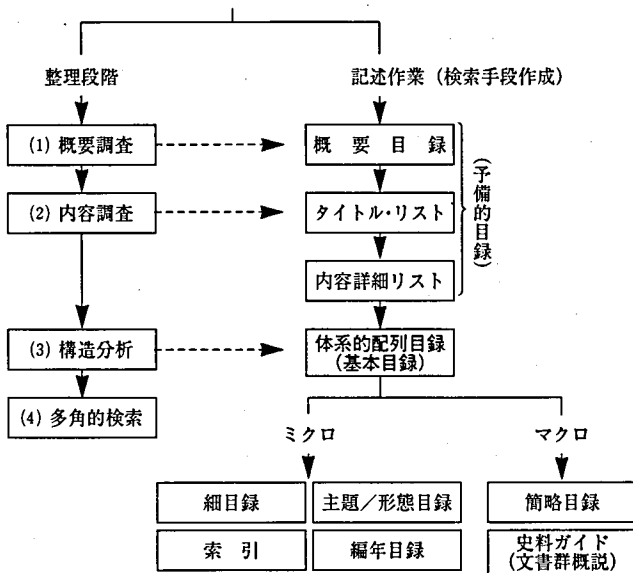 整理段階
記述作業(検索手段作成)
(1) 概要調査
概要目録
(2) 内容調査
タイトル・リスト
内容詳細リスト
(予備的目録)
(3) 構造分析
体系的配列目録
(基本目録)
(4) 多角的検索
ミクロ
マクロ
細目録
主題/形態目録
簡略目録
索引
編年目録
史料ガイド
(文書群概説)